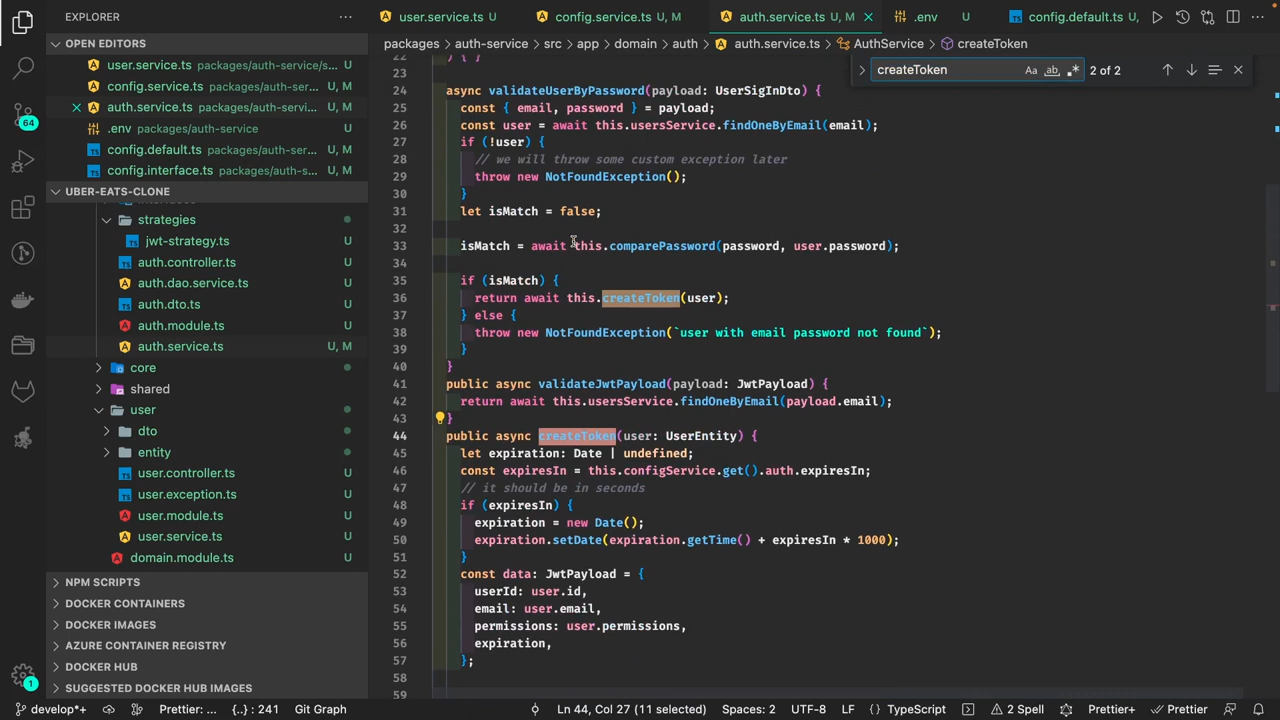 EXPLORER
OPEN EDITORS
user.service.ts packages/auth-service/s...
config.service.ts packages/auth-s... U, M
auth.service.ts packages/auth-servi... U, M
.env packages/auth-service U
config.default.ts packages/auth-ser... U, M
config.interface.ts packages/auth-s... U, M
UBER-EATS-CLONE
strategies
jwt-strategy.ts U
auth.controller.ts U
auth.dao.service.ts U
auth.dto.ts U
auth.module.ts U
auth.service.ts U, M
core
shared
user
dto
entity
user.controller.ts U
user.exception.ts U
user.module.ts U
user.service.ts U
domain.module.ts U
NPM SCRIPTS
DOCKER CONTAINERS
DOCKER IMAGES
AZURE CONTAINER REGISTRY
DOCKER HUB
SUGGESTED DOCKER HUB IMAGES
64
1
user.service.ts U, M config.service.ts U, M auth.service.ts U, M .env U config.default.ts U, M
packages > auth-service > src > app > domain > auth > auth.service.ts > AuthService > createToken
createToken Aa ab 2 of 2
22 ) { }
23
24 async validateUserByPassword(payload: UserSigInDto) {
25 const { email, password } = payload;
26 const user = await this.usersService.findOneByEmail(email);
27 if (!user) {
28 // we will throw some custom exception later
29 throw new NotFoundException();
30 }
31 let isMatch = false;
32
33 isMatch = await this.comparePassword(password, user.password);
34
35 if (isMatch) {
36 return await this.createToken(user);
37 } else {
38 throw new NotFoundException(`user with email password not found`);
39 }
40 }
41 public async validateJwtPayload(payload: JwtPayload) {
42 return await this.usersService.findOneByEmail(payload.email);
43 }
44 public async createToken(user: UserEntity) {
45 let expiration: Date | undefined;
46 const expiresIn = this.configService.get().auth.expiresIn;
47 // it should be in seconds
48 if (expiresIn) {
49 expiration = new Date();
50 expiration.setDate(expiration.getTime() + expiresIn * 1000);
51 }
52 const data: JwtPayload = {
53 userId: user.id,
54 email: user.email,
55 permissions: user.permissions,
56 expiration,
57 };
58
59
develop*+ Prettier: ... {..} : 241 Git Graph Ln 44, Col 27 (11 selected) Spaces: 2 UTF-8 LF TypeScript 2 Spell Prettier+ Prettier